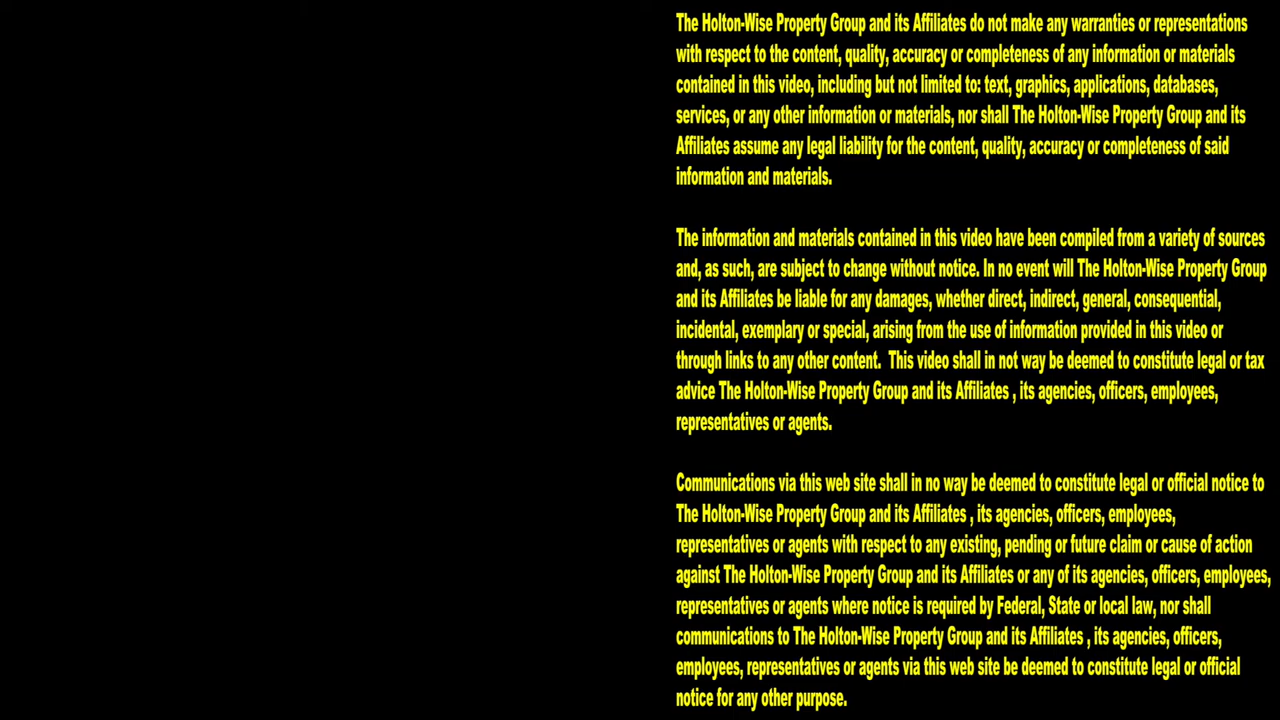 The Holton-Wise Property Group and its Affiliates do not make any warranties or representations
with respect to the content, quality, accuracy or completeness of any information or materials
contained in this video, including but not limited to: text, graphics, applications, databases,
services, or any other information or materials, nor shall The Holton-Wise Property Group and its
Affiliates assume any legal liability for the content, quality, accuracy or completeness of said
information and materials.
The information and materials contained in this video have been compiled from a variety of sources
and, as such, are subject to change without notice. In no event will The Holton-Wise Property Group
and its Affiliates be liable for any damages, whether direct, indirect, general, consequential,
incidental, exemplary or special, arising from the use of information provided in this video or
through links to any other content.  This video shall in not way be deemed to constitute legal or tax
advice The Holton-Wise Property Group and its Affiliates , its agencies, officers, employees,
representatives or agents.
Communications via this web site shall in no way be deemed to constitute legal or official notice to
The Holton-Wise Property Group and its Affiliates , its agencies, officers, employees,
representatives or agents with respect to any existing, pending or future claim or cause of action
against The Holton-Wise Property Group and its Affiliates or any of its agencies, officers, employees,
representatives or agents where notice is required by Federal, State or local law, nor shall
communications to The Holton-Wise Property Group and its Affiliates , its agencies, officers,
employees, representatives or agents via this web site be deemed to constitute legal or official
notice for any other purpose.